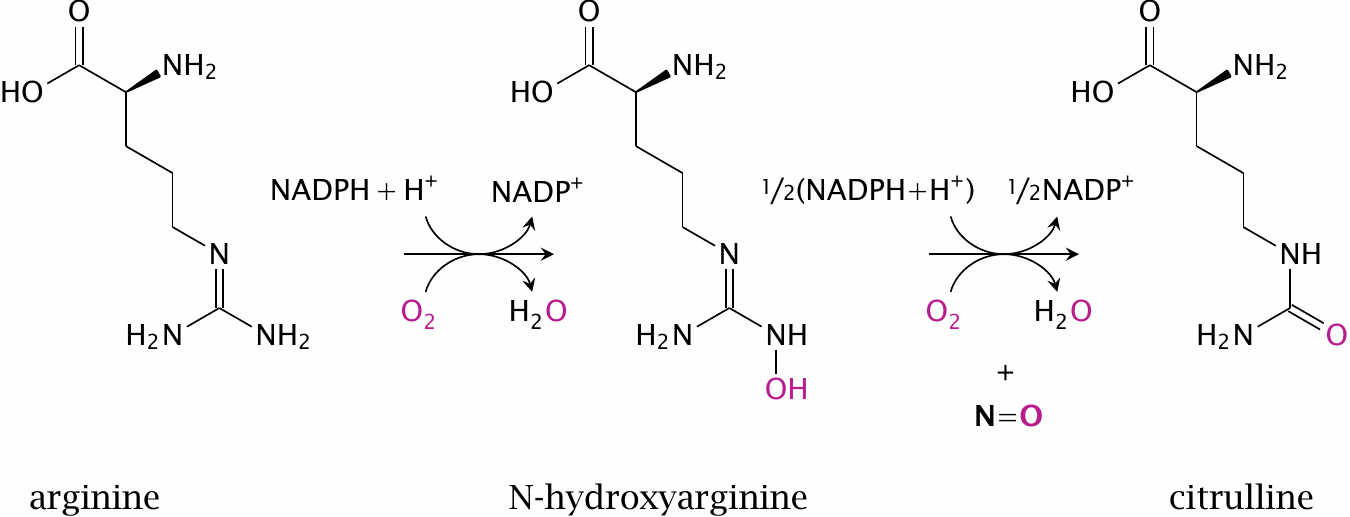 O
NH₂
HO
N
H₂N
NH₂
NADPH + H⁺
NADP⁺
O₂
H₂O
O
NH₂
HO
N
H₂N
NH
OH
½(NADPH+H⁺)
½NADP⁺
O₂
H₂O
+
N=O
O
NH₂
HO
NH
H₂N
O
arginine
N-hydroxyarginine
citrulline